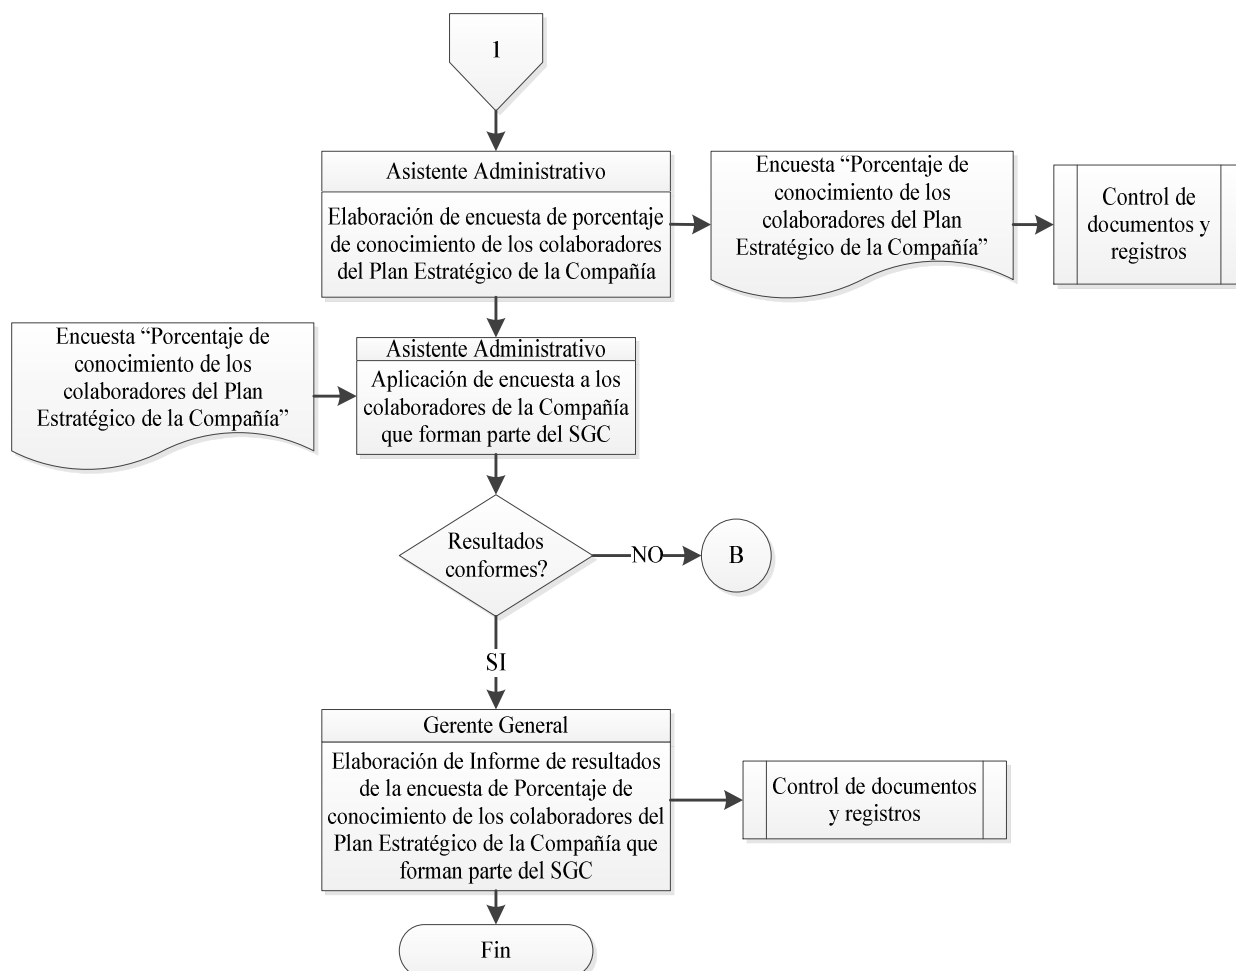 1
Asistente Administrativo
Elaboración de encuesta de porcentaje
de conocimiento de los colaboradores
del Plan Estratégico de la Compañía
Encuesta “Porcentaje de
conocimiento de los
colaboradores del Plan
Estratégico de la Compañía”
Control de
documentos y
registros
Encuesta “Porcentaje de
conocimiento de los
colaboradores del Plan
Estratégico de la Compañía”
Asistente Administrativo
Aplicación de encuesta a los
colaboradores de la Compañía
que forman parte del SGC
Resultados
conformes?
NO
B
SI
Gerente General
Elaboración de Informe de resultados
de la encuesta de Porcentaje de
conocimiento de los colaboradores del
Plan Estratégico de la Compañía que
forman parte del SGC
Control de documentos
y registros
Fin